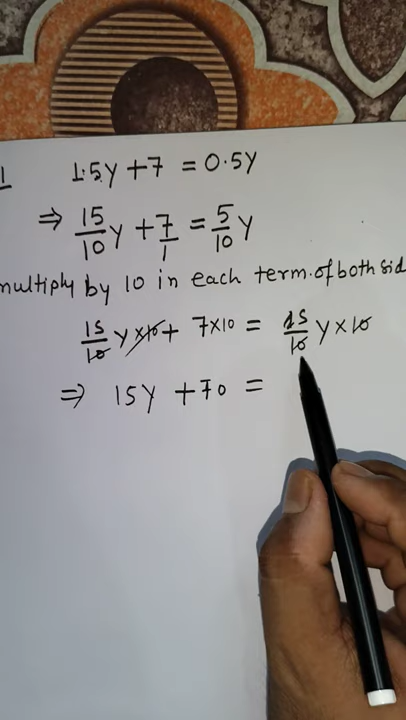 1 1.5y + 7 = 0.5y
⇒ 15/10 y + 7/1 = 5/10 y
multiply by 10 in each term. of both sid
15/10 y × 10 + 7×10 = 15/10 y × 10
⇒ 15y + 70 =